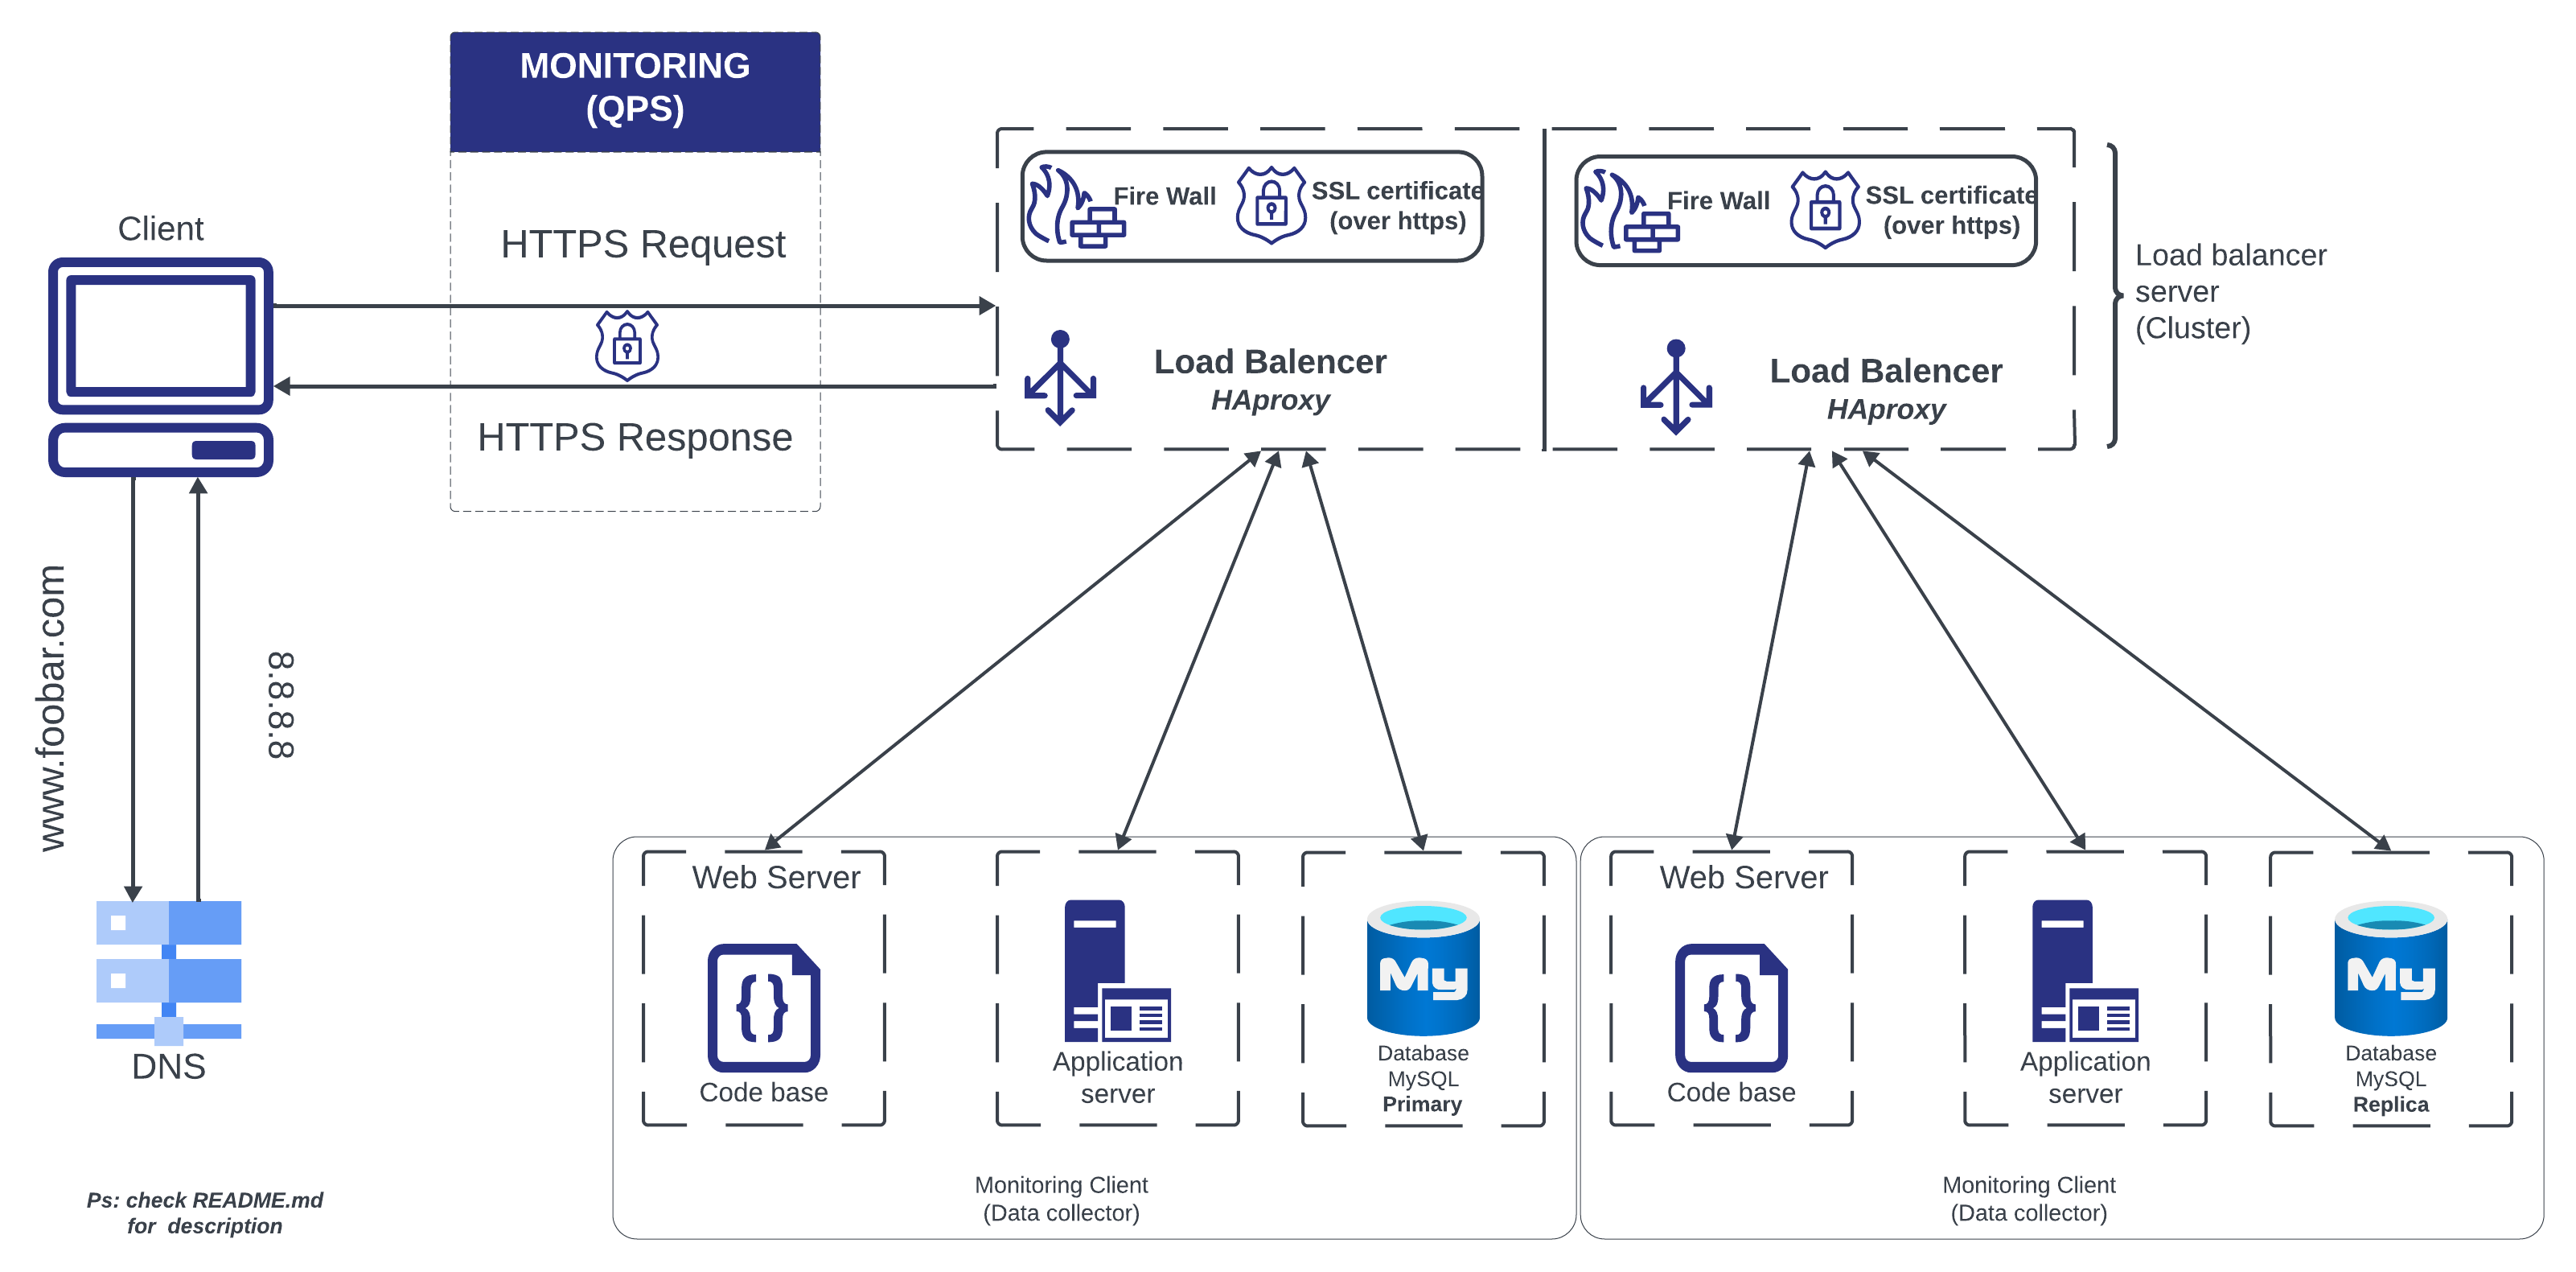 MONITORING
(QPS)
Client
HTTPS Request
HTTPS Response
www.foobar.com
8.8.8.8
DNS
Ps: check README.md
for description
Fire Wall
SSL certificate
(over https)
Load Balencer
HAproxy
Fire Wall
SSL certificate
(over https)
Load Balencer
HAproxy
Load balancer
server
(Cluster)
Web Server
{}
Code base
Application
server
My
Database
MySQL
Primary
Monitoring Client
(Data collector)
Web Server
{}
Code base
Application
server
My
Database
MySQL
Replica
Monitoring Client
(Data collector)